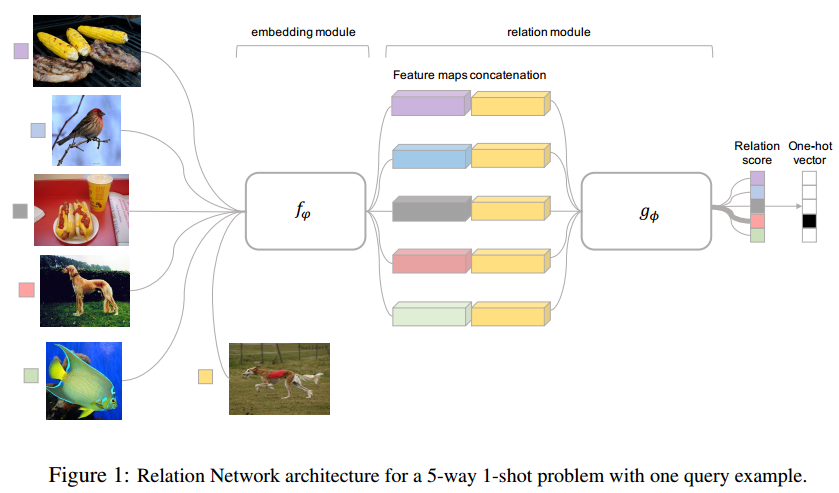 embedding module
relation module
Feature maps concatenation
Relation
score
One-hot
vector
fφ
gϕ
Figure 1: Relation Network architecture for a 5-way 1-shot problem with one query example.